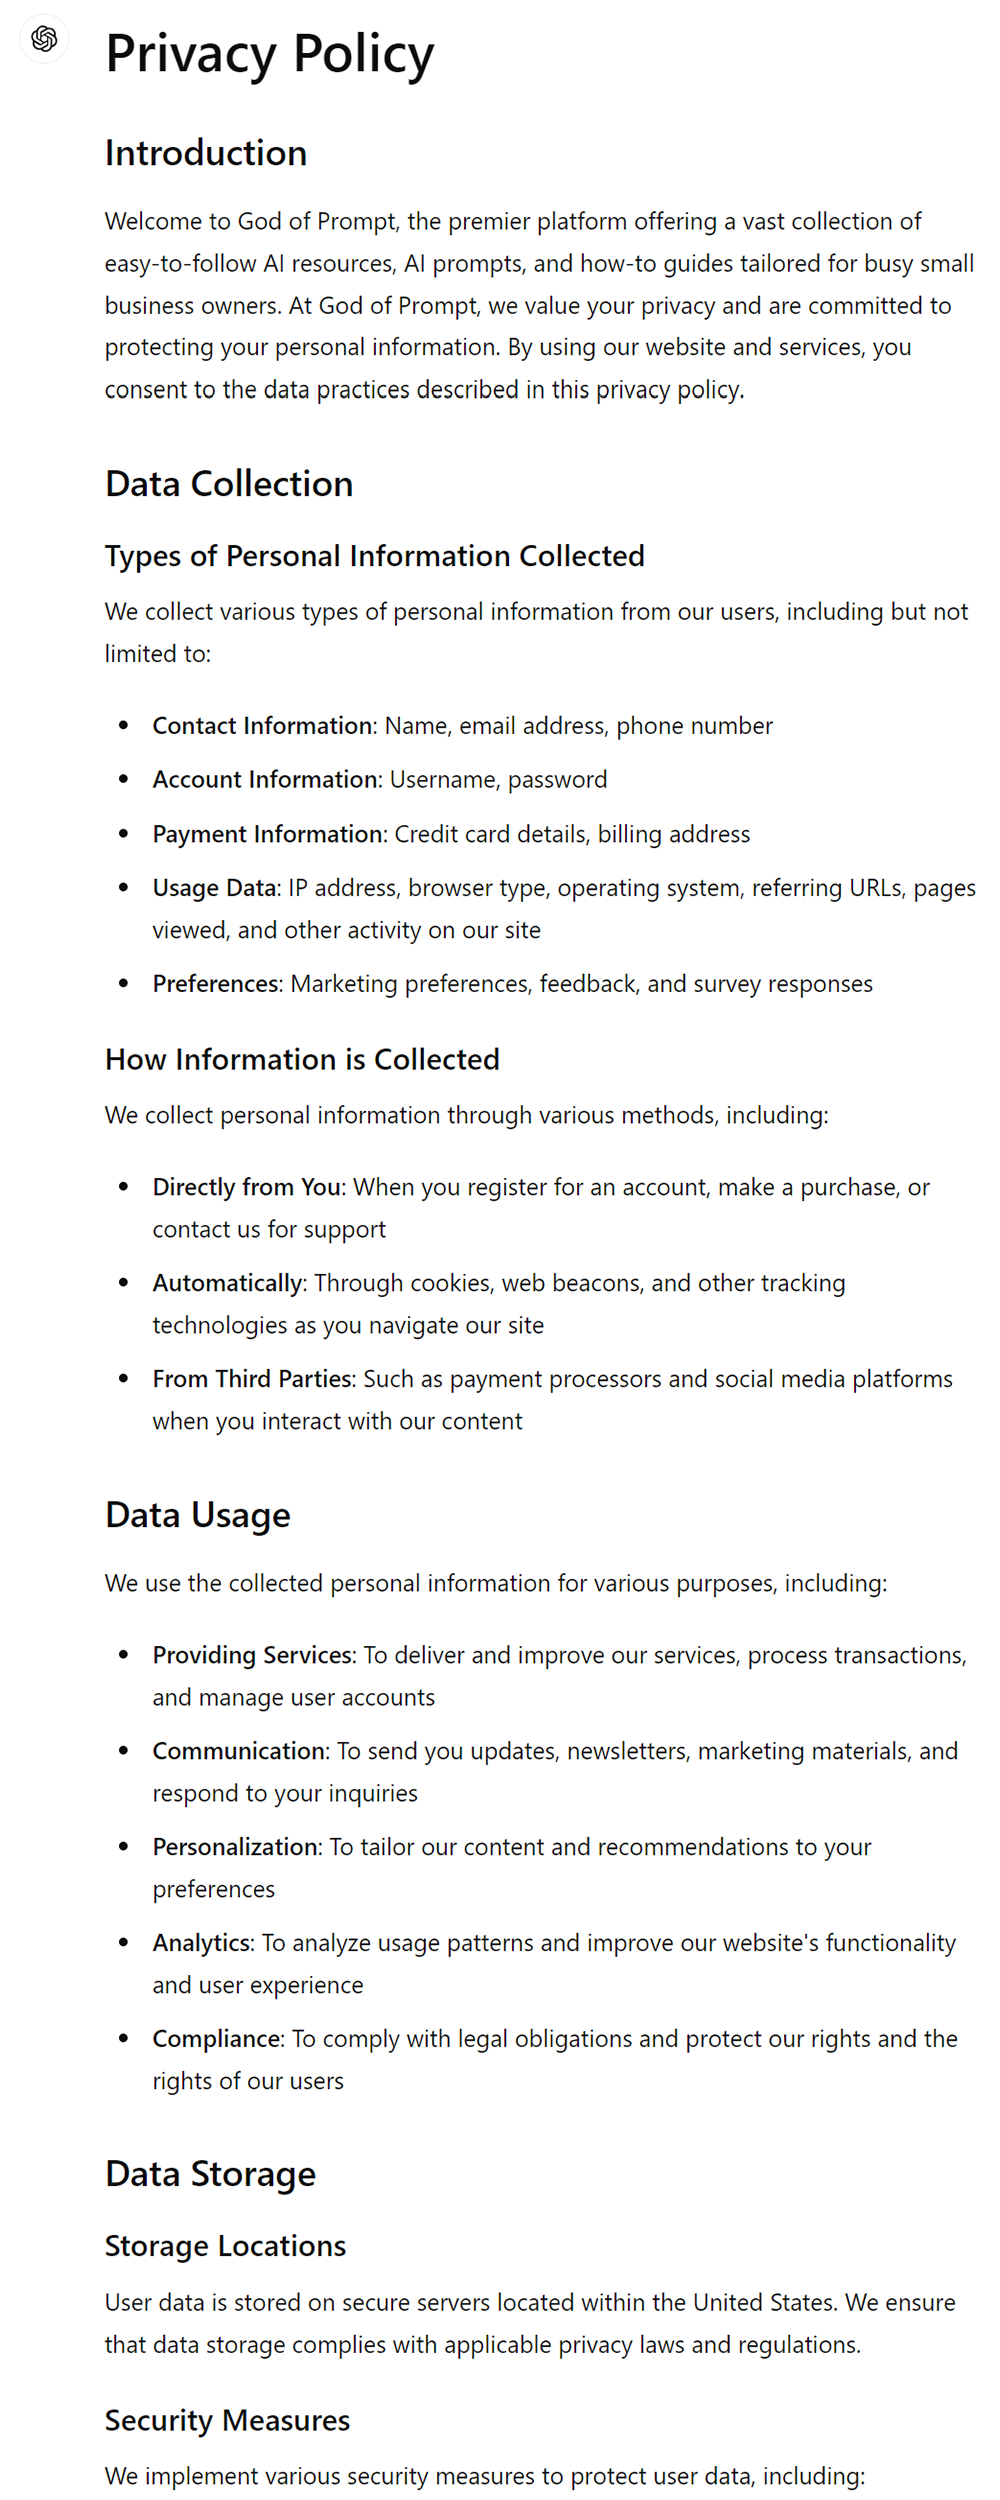 Privacy Policy
Introduction
Welcome to God of Prompt, the premier platform offering a vast collection of
easy-to-follow AI resources, AI prompts, and how-to guides tailored for busy small
business owners. At God of Prompt, we value your privacy and are committed to
protecting your personal information. By using our website and services, you
consent to the data practices described in this privacy policy.
Data Collection
Types of Personal Information Collected
We collect various types of personal information from our users, including but not
limited to:
• Contact Information: Name, email address, phone number
• Account Information: Username, password
• Payment Information: Credit card details, billing address
• Usage Data: IP address, browser type, operating system, referring URLs, pages
viewed, and other activity on our site
• Preferences: Marketing preferences, feedback, and survey responses
How Information is Collected
We collect personal information through various methods, including:
• Directly from You: When you register for an account, make a purchase, or
contact us for support
• Automatically: Through cookies, web beacons, and other tracking
technologies as you navigate our site
• From Third Parties: Such as payment processors and social media platforms
when you interact with our content
Data Usage
We use the collected personal information for various purposes, including:
• Providing Services: To deliver and improve our services, process transactions,
and manage user accounts
• Communication: To send you updates, newsletters, marketing materials, and
respond to your inquiries
• Personalization: To tailor our content and recommendations to your
preferences
• Analytics: To analyze usage patterns and improve our website's functionality
and user experience
• Compliance: To comply with legal obligations and protect our rights and the
rights of our users
Data Storage
Storage Locations
User data is stored on secure servers located within the United States. We ensure
that data storage complies with applicable privacy laws and regulations.
Security Measures
We implement various security measures to protect user data, including: